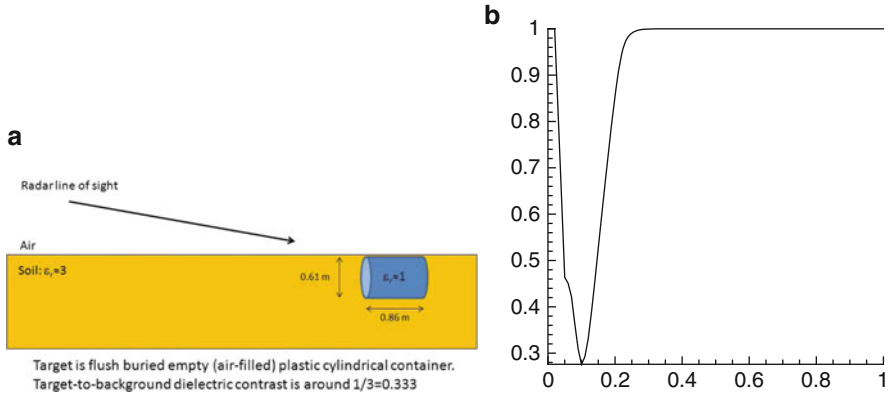 a
Radar line of sight
Air
Soil: εr≈3
εr≈1
0.61 m
0.86 m
Target is flush buried empty (air-filled) plastic cylindrical container.
Target-to-background dielectric contrast is around 1/3=0.333
b
1
0.9
0.8
0.7
0.6
0.5
0.4
0.3
0 0.2 0.4 0.6 0.8 1